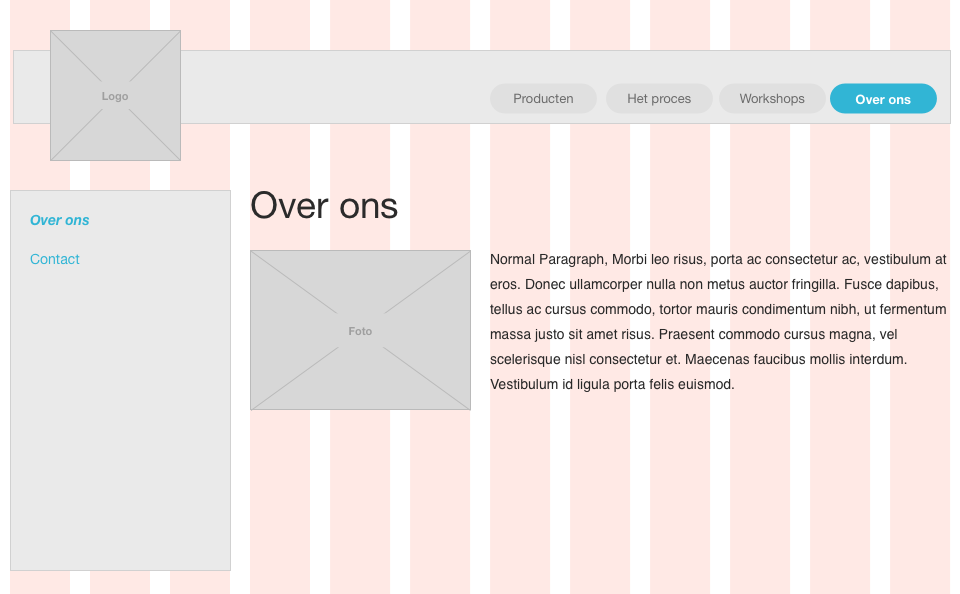 Logo
Producten
Het proces
Workshops
Over ons
Over ons
Contact
Over ons
Foto
Normal Paragraph, Morbi leo risus, porta ac consectetur ac, vestibulum at
eros. Donec ullamcorper nulla non metus auctor fringilla. Fusce dapibus,
tellus ac cursus commodo, tortor mauris condimentum nibh, ut fermentum
massa justo sit amet risus. Praesent commodo cursus magna, vel
scelerisque nisl consectetur et. Maecenas faucibus mollis interdum.
Vestibulum id ligula porta felis euismod.